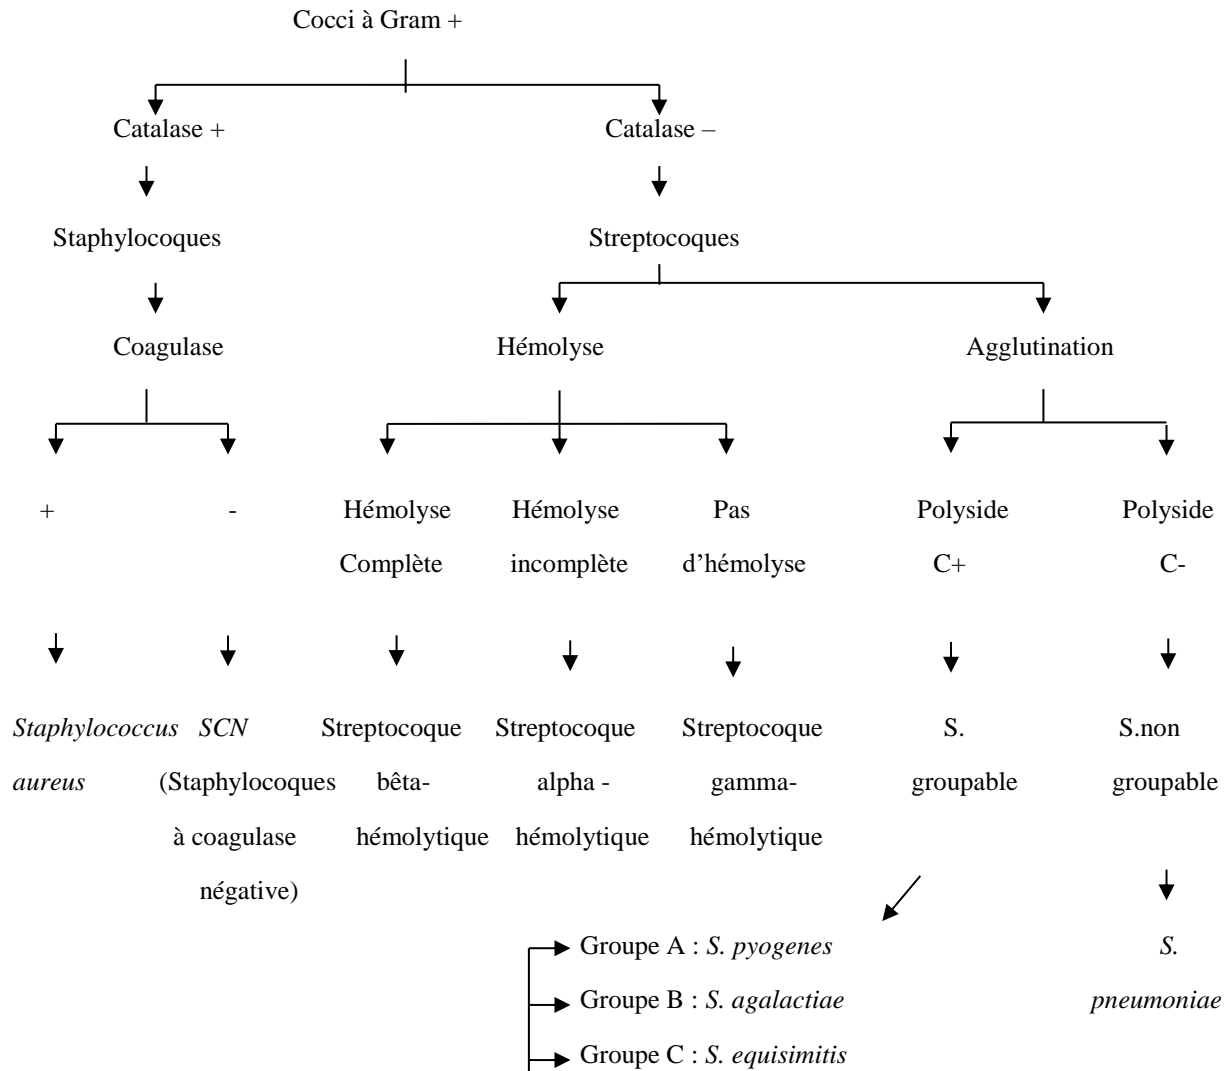 Cocci à Gram +
Catalase + Catalase –
Staphylocoques Streptocoques
Coagulase Hémolyse Agglutination
+ - Hémolyse Hémolyse Pas Polyside Polyside
Complète incomplète d’hémolyse C+ C-
Staphylococcus SCN Streptocoque Streptocoque Streptocoque S. S.non
aureus (Staphylocoques bêta- alpha - gamma- groupable groupable
à coagulase hémolytique hémolytique hémolytique
négative)
Groupe A : S. pyogenes S.
Groupe B : S. agalactiae pneumoniae
Groupe C : S. equisimitis